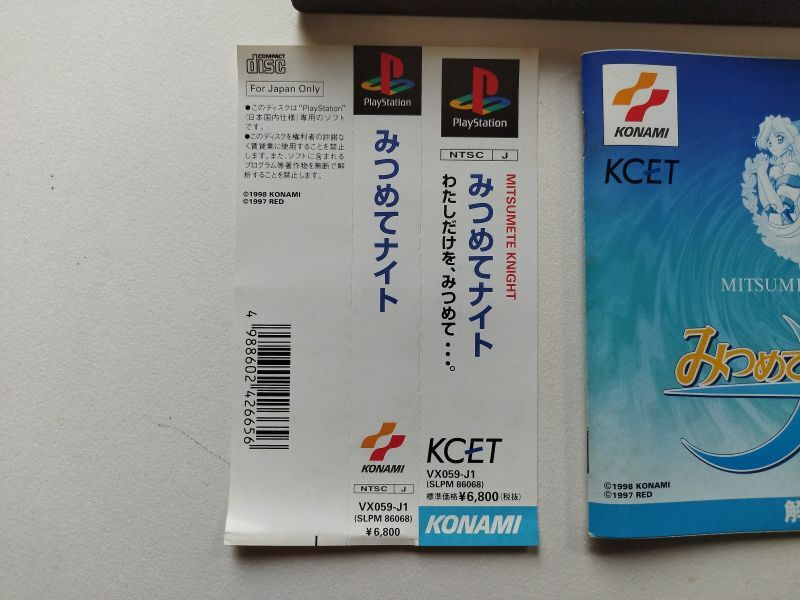 COMPACT
disc
For Japan Only
●このディスクは"PlayStation"
(日本国内仕様)専用のソフト
です。
●このディスクを権利者の許諾な
く賃貸業に使用することを禁止
します。また、ソフトに含まれる
プログラム等著作物を無断で解
析することを禁止します。
©1998 KONAMI
©1997 RED
4 988602 426656
PlayStation
みつめてナイト
KONAMI
NTSC J
VX059-J1
(SLPM 86068)
¥6,800
PlayStation
NTSC J
MITSUMETE KNIGHT
みつめてナイト
わたしだけを、みつめて・・・。
KCET
VX059-J1
(SLPM 86068)
標準価格¥6,800(税抜)
KONAMI
KONAMI
KCET
MITSUME
みつめて
©1998 KONAMI
©1997 RED
解